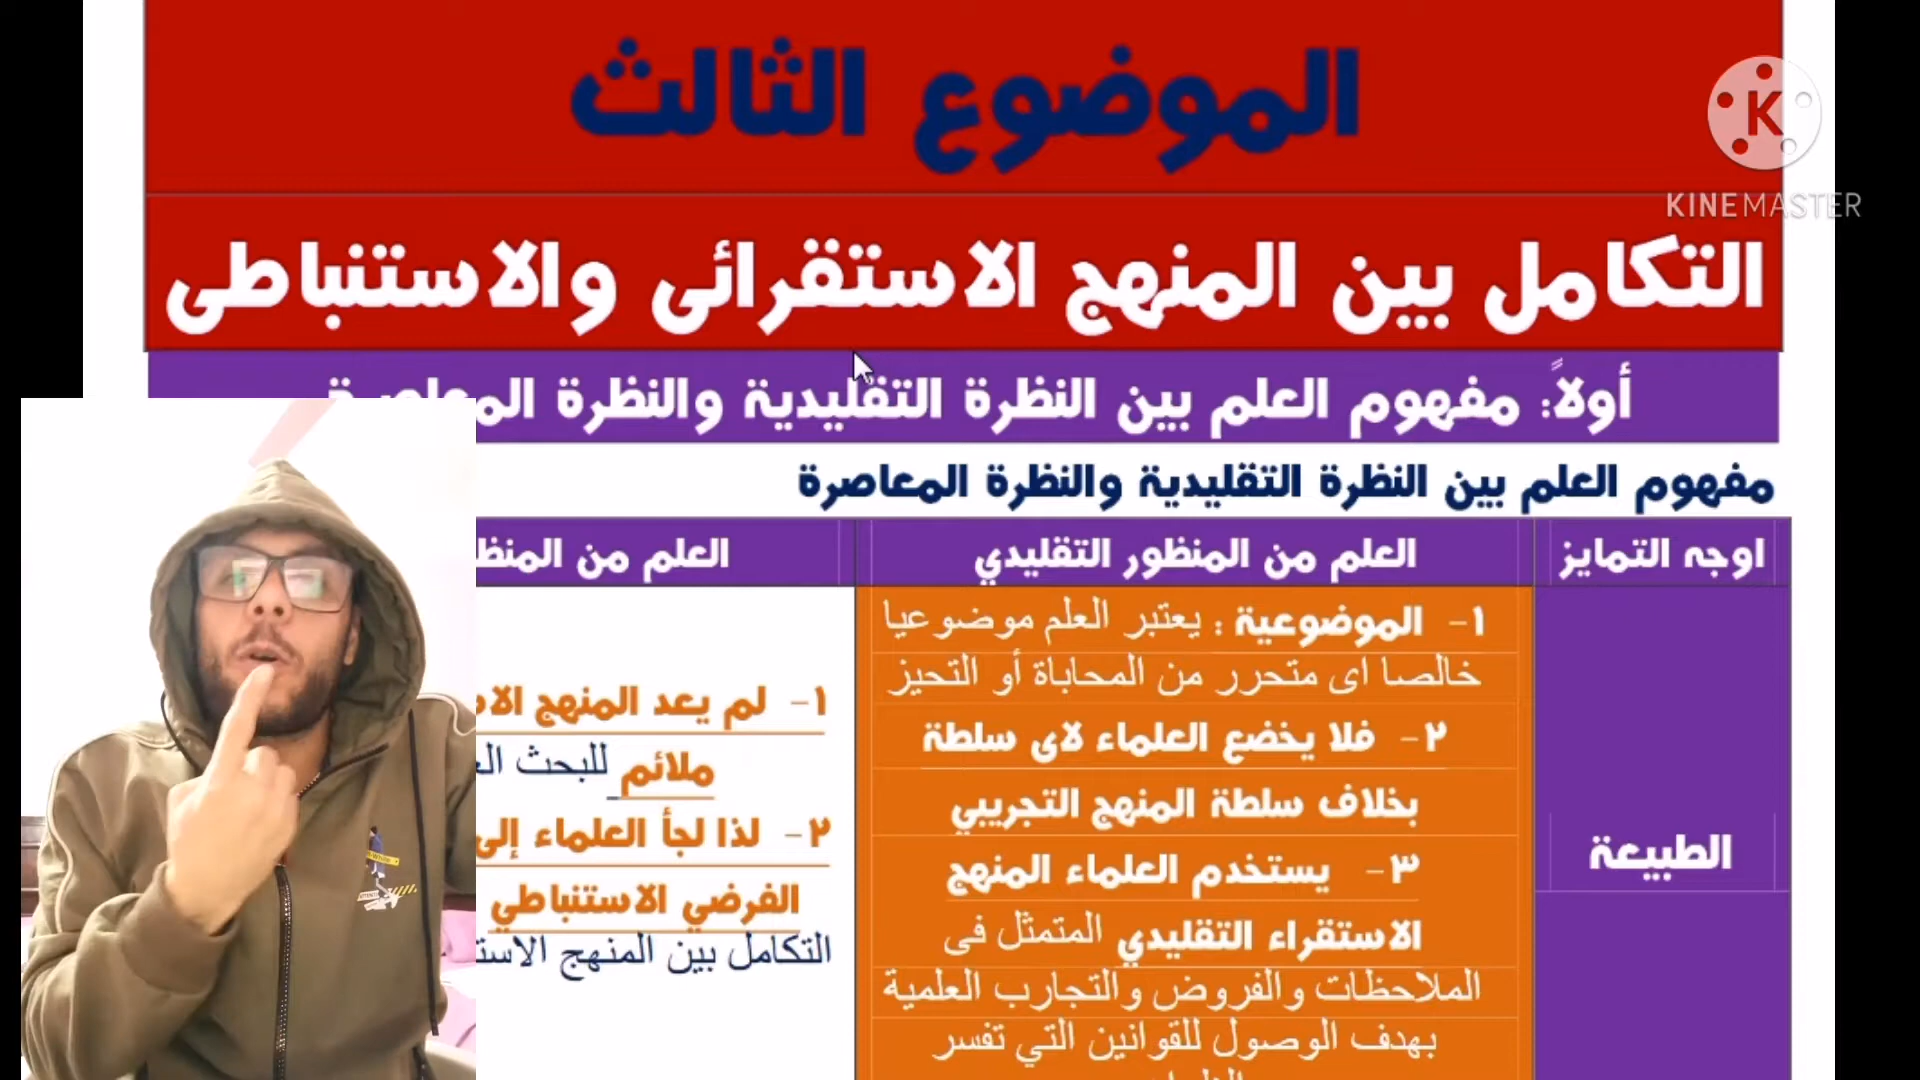 الموضوع الثالث
KINEMASTER
التكامل بين المنهج الاستقرائى والاستنباطى
أولاً: مفهوم العلم بين النظرة التقليدية والنظرة المعاصرة
مفهوم العلم بين النظرة التقليدية والنظرة المعاصرة
اوجه التمايز
العلم من المنظور التقليدي
العلم من
الطبيعة
١- الموضوعية : يعتبر العلم موضوعيا
خالصا اى متحرر من المحاباة أو التحيز
٢- فلا يخضع العلماء لاى سلطة
بخلاف سلطة المنهج التجريبي
٣- يستخدم العلماء المنهج
الاستقراء التقليدي المتمثل فى
الملاحظات والفروض والتجارب العلمية
بهدف الوصول للقوانين التي تفسر
١- لم يعد المنهج
ملائم للبحث
٢- لذا لجأ العلماء إلى
الفرضي الاستنباطي
التكامل بين المنهج